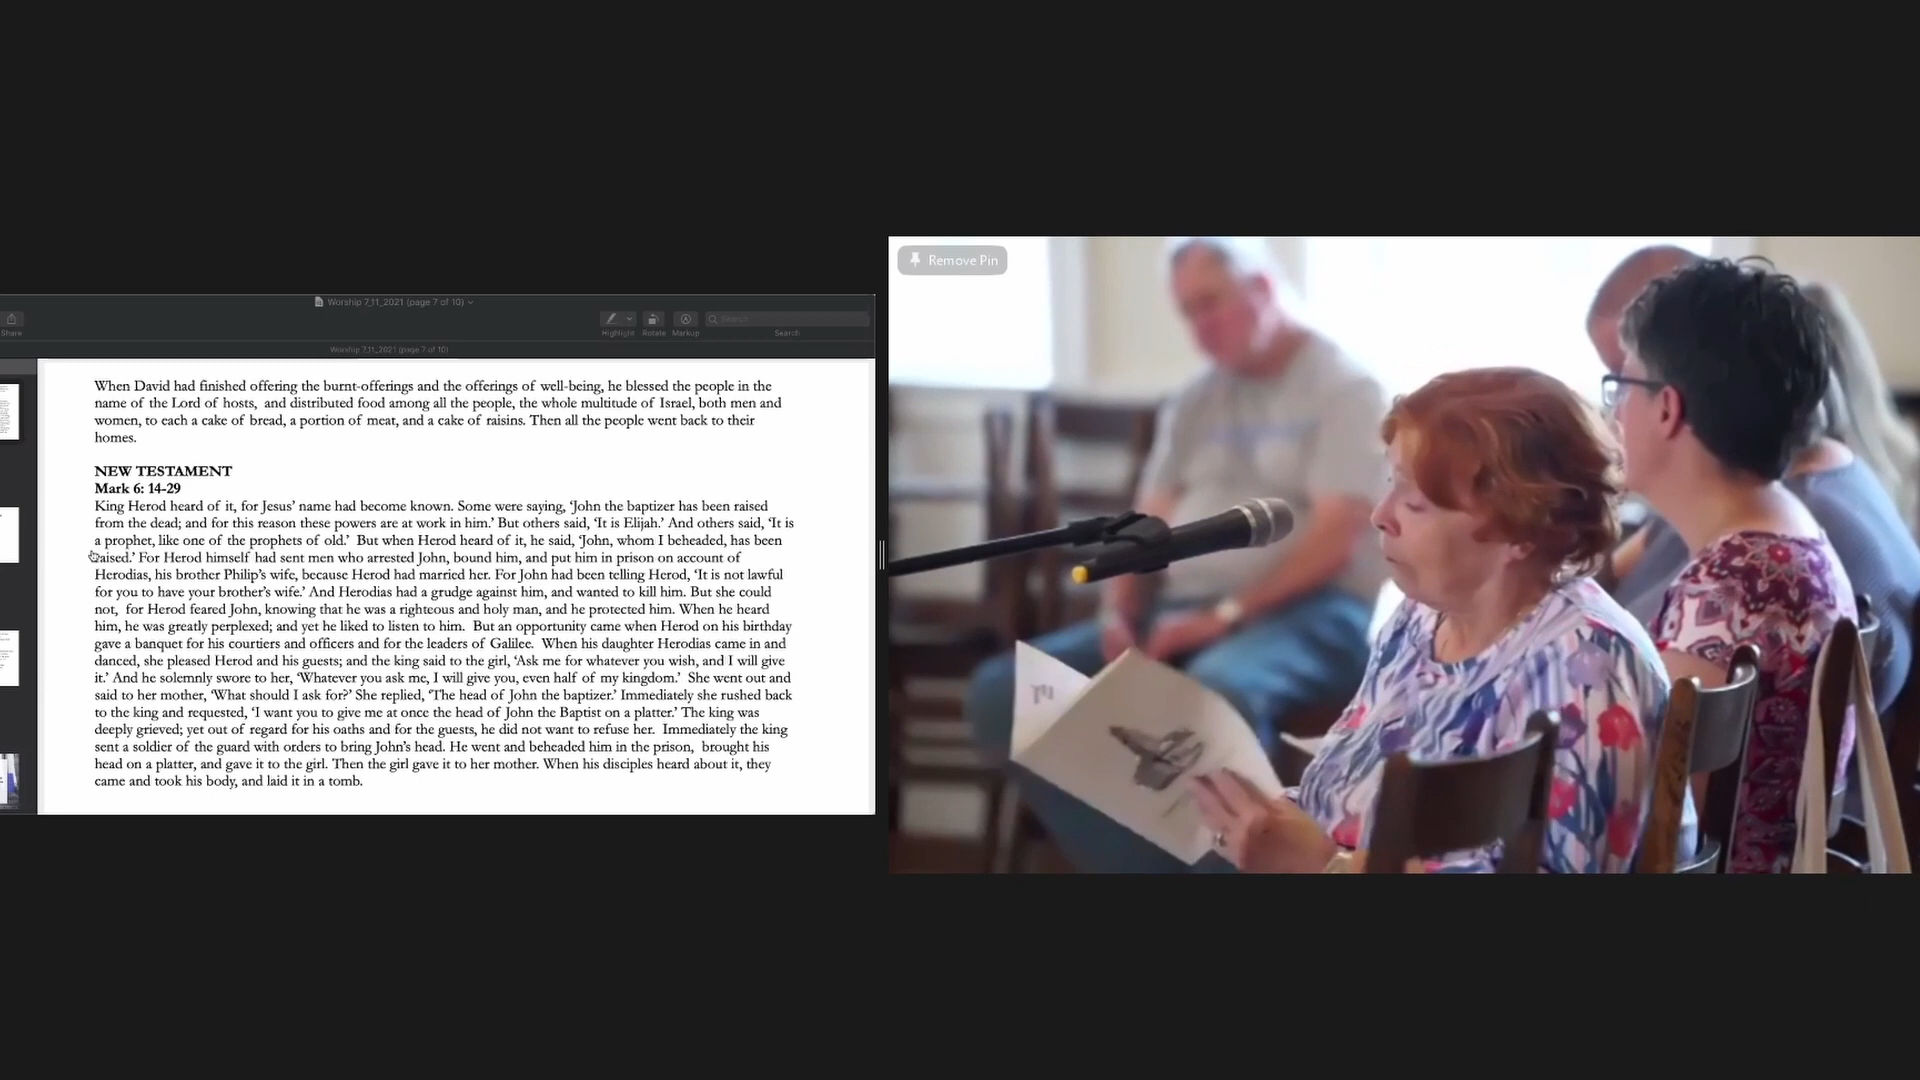 Worship 7_11_2021 (page 7 of 10)
Share
Highlight
Rotate
Markup
Search
Search
Worship 7_11_2021 (page 7 of 10)
When David had finished offering the burnt-offerings and the offerings of well-being, he blessed the people in the
name of the Lord of hosts, and distributed food among all the people, the whole multitude of Israel, both men and
women, to each a cake of bread, a portion of meat, and a cake of raisins. Then all the people went back to their
homes.
NEW TESTAMENT
Mark 6: 14-29
King Herod heard of it, for Jesus’ name had become known. Some were saying, ‘John the baptizer has been raised
from the dead; and for this reason these powers are at work in him.’ But others said, ‘It is Elijah.’ And others said, ‘It is
a prophet, like one of the prophets of old.’ But when Herod heard of it, he said, ‘John, whom I beheaded, has been
raised.’ For Herod himself had sent men who arrested John, bound him, and put him in prison on account of
Herodias, his brother Philip’s wife, because Herod had married her. For John had been telling Herod, ‘It is not lawful
for you to have your brother’s wife.’ And Herodias had a grudge against him, and wanted to kill him. But she could
not, for Herod feared John, knowing that he was a righteous and holy man, and he protected him. When he heard
him, he was greatly perplexed; and yet he liked to listen to him. But an opportunity came when Herod on his birthday
gave a banquet for his courtiers and officers and for the leaders of Galilee. When his daughter Herodias came in and
danced, she pleased Herod and his guests; and the king said to the girl, ‘Ask me for whatever you wish, and I will give
it.’ And he solemnly swore to her, ‘Whatever you ask me, I will give you, even half of my kingdom.’ She went out and
said to her mother, ‘What should I ask for?’ She replied, ‘The head of John the baptizer.’ Immediately she rushed back
to the king and requested, ‘I want you to give me at once the head of John the Baptist on a platter.’ The king was
deeply grieved; yet out of regard for his oaths and for the guests, he did not want to refuse her. Immediately the king
sent a soldier of the guard with orders to bring John’s head. He went and beheaded him in the prison, brought his
head on a platter, and gave it to the girl. Then the girl gave it to her mother. When his disciples heard about it, they
came and took his body, and laid it in a tomb.
Remove Pin